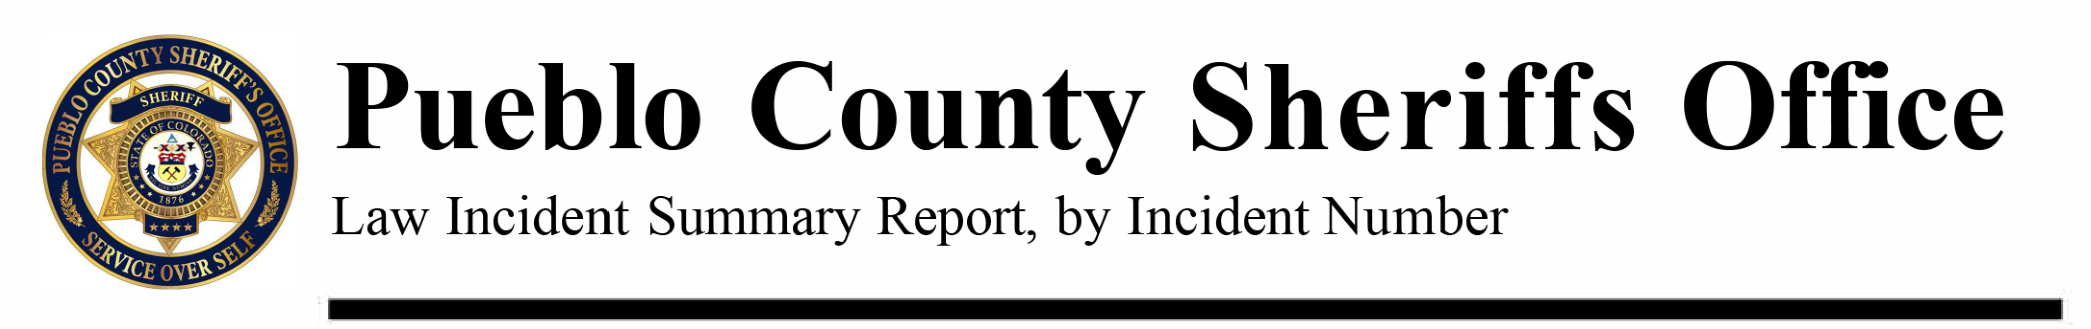 PUEBLO COUNTY SHERIFF'S OFFICE
SHERIFF
STATE OF COLORADO
1876
SERVICE OVER SELF
Pueblo County Sheriffs Office
Law Incident Summary Report, by Incident Number